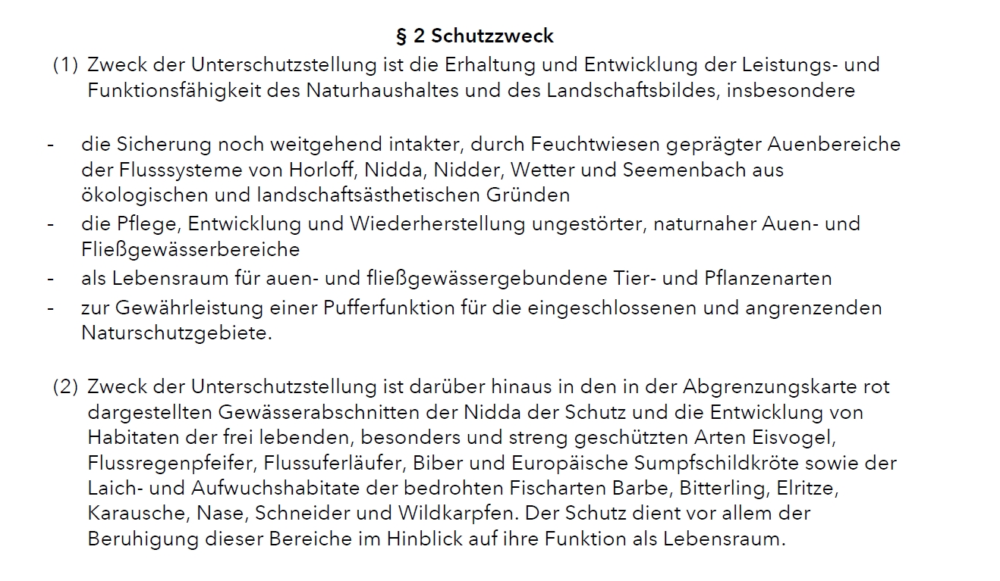 § 2 Schutzzweck
(1) Zweck der Unterschutzstellung ist die Erhaltung und Entwicklung der Leistungs- und
Funktionsfähigkeit des Naturhaushaltes und des Landschaftsbildes, insbesondere
- die Sicherung noch weitgehend intakter, durch Feuchtwiesen geprägter Auenbereiche
der Flusssysteme von Horloff, Nidda, Nidder, Wetter und Seemenbach aus
ökologischen und landschaftsästhetischen Gründen
- die Pflege, Entwicklung und Wiederherstellung ungestörter, naturnaher Auen- und
Fließgewässerbereiche
- als Lebensraum für auen- und fließgewässergebundene Tier- und Pflanzenarten
- zur Gewährleistung einer Pufferfunktion für die eingeschlossenen und angrenzenden
Naturschutzgebiete.
(2) Zweck der Unterschutzstellung ist darüber hinaus in den in der Abgrenzungskarte rot
dargestellten Gewässerabschnitten der Nidda der Schutz und die Entwicklung von
Habitaten der frei lebenden, besonders und streng geschützten Arten Eisvogel,
Flussregenpfeifer, Flussuferläufer, Biber und Europäische Sumpfschildkröte sowie der
Laich- und Aufwuchshabitate der bedrohten Fischarten Barbe, Bitterling, Elritze,
Karausche, Nase, Schneider und Wildkarpfen. Der Schutz dient vor allem der
Beruhigung dieser Bereiche im Hinblick auf ihre Funktion als Lebensraum.